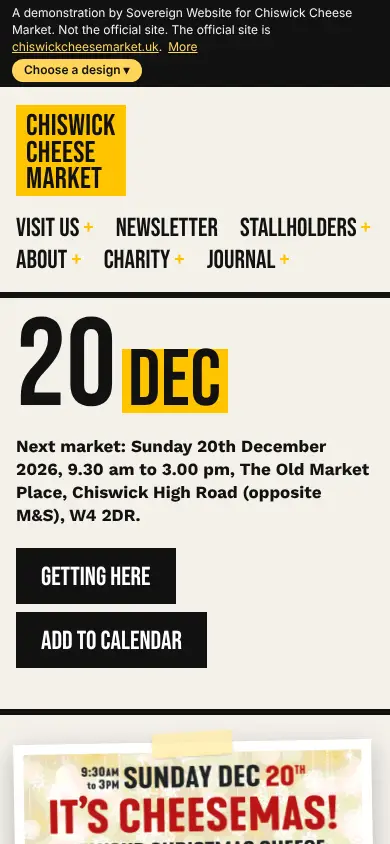 A demonstration by Sovereign Website for Chiswick Cheese
Market. Not the official site. The official site is
chiswickcheesemarket.uk. More
Choose a design ▾
CHISWICK
CHEESE
MARKET
VISIT US + NEWSLETTER STALLHOLDERS +
ABOUT + CHARITY + JOURNAL +
20 DEC
Next market: Sunday 20th December
2026, 9.30 am to 3.00 pm, The Old Market
Place, Chiswick High Road (opposite
M&S), W4 2DR.
GETTING HERE
ADD TO CALENDAR
9:30AM to 3PM SUNDAY DEC 20TH
IT'S CHEESEMAS!